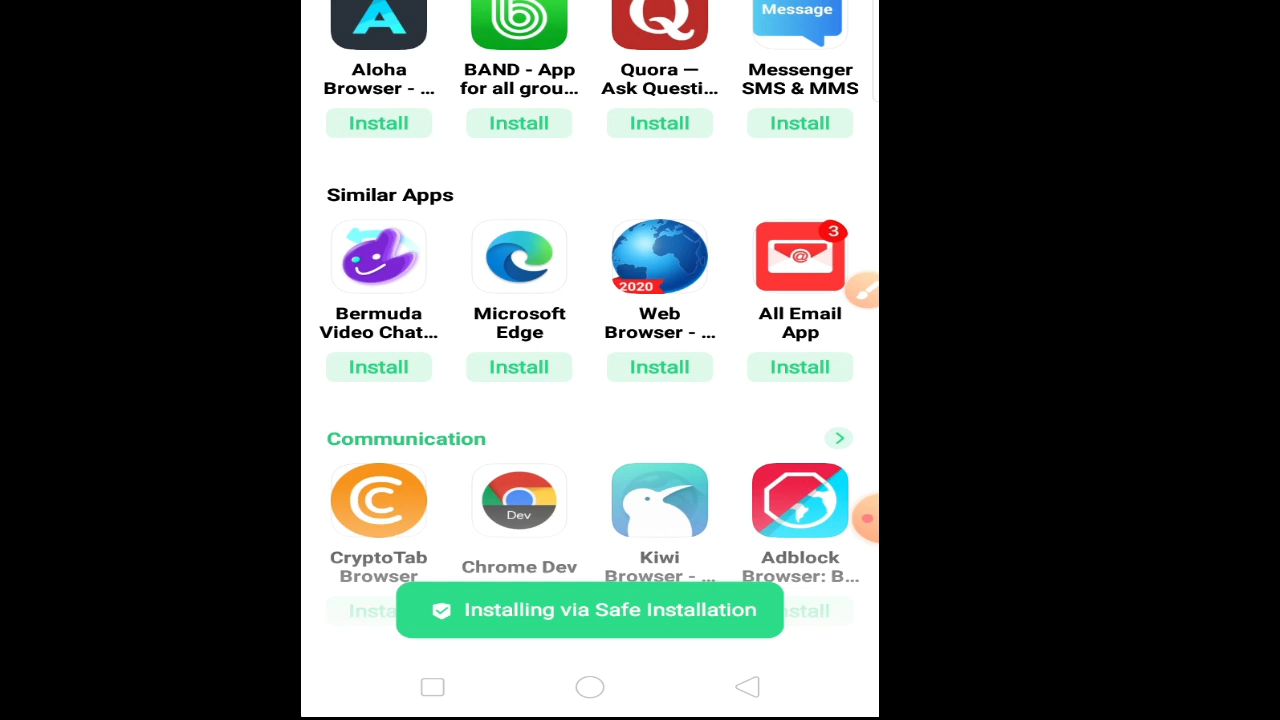 Message
Aloha BAND - App Quora — Messenger
Browser - ... for all grou... Ask Questi... SMS & MMS
Install Install Install Install
Similar Apps
3
@
2020
Bermuda Microsoft Web All Email
Video Chat... Edge Browser - ... App
Install Install Install Install
Communication
Dev
CryptoTab Chrome Dev Kiwi Adblock
Browser Browser - ... Browser: B...
Insta nstall
Installing via Safe Installation